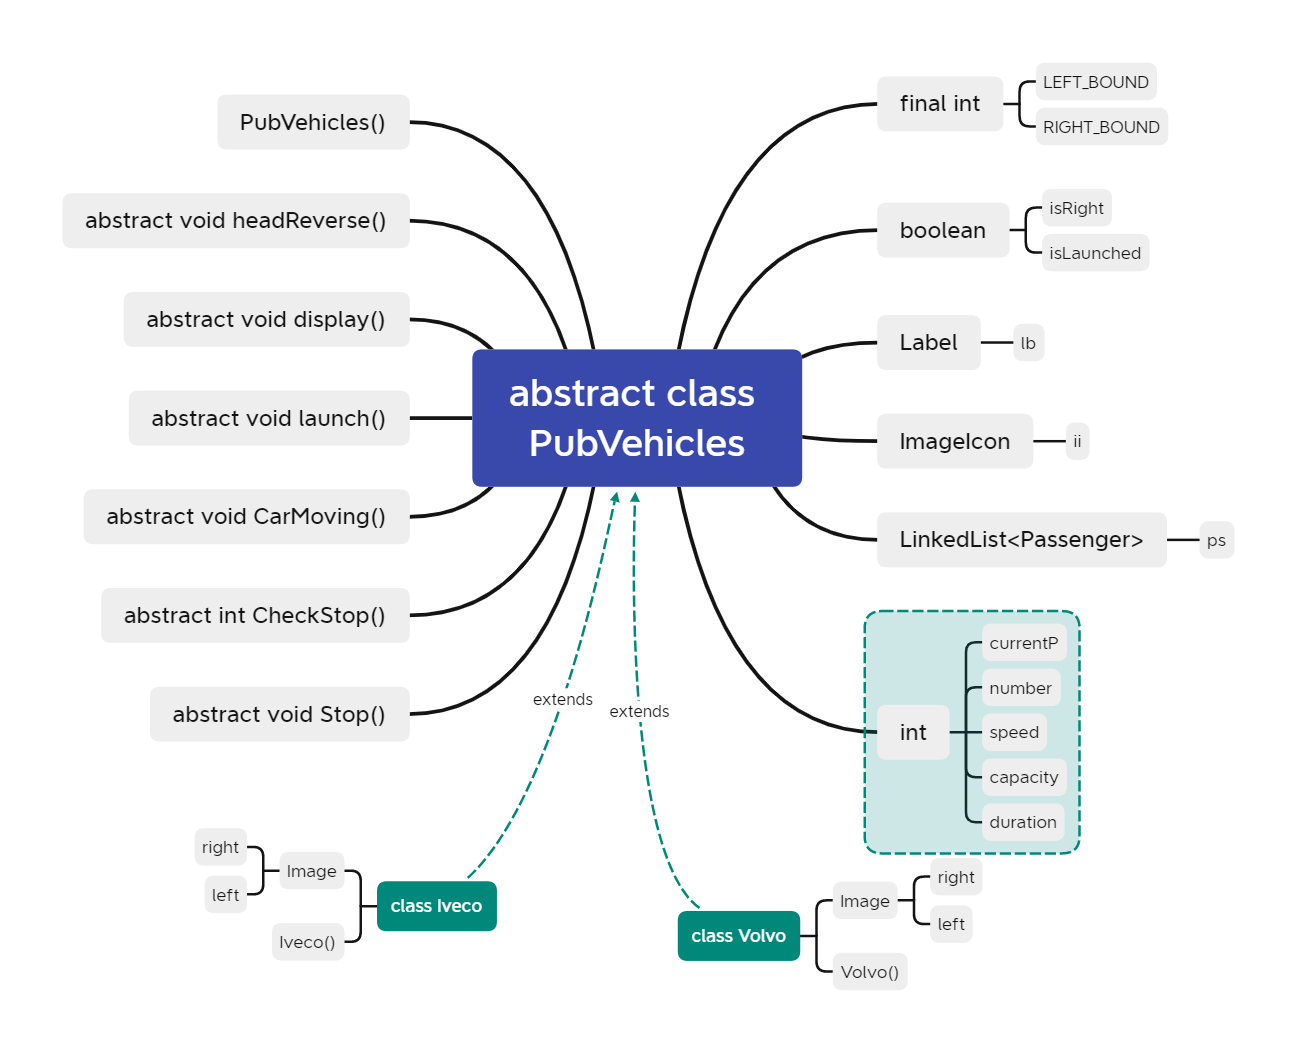 PubVehicles()
abstract void headReverse()
abstract void display()
abstract void launch()
abstract void CarMoving()
abstract int CheckStop()
abstract void Stop()
abstract class
PubVehicles
final int
LEFT_BOUND
RIGHT_BOUND
boolean
isRight
isLaunched
Label
lb
ImageIcon
ii
LinkedList<Passenger>
ps
int
currentP
number
speed
capacity
duration
extends
extends
right
left
Image
Iveco()
class Iveco
class Volvo
Image
right
left
Volvo()